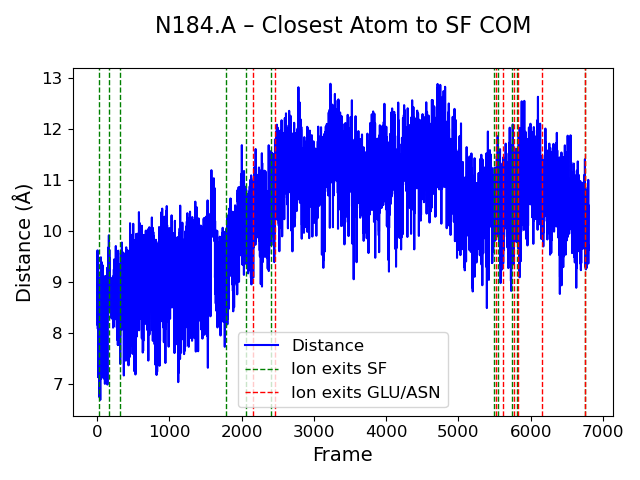 N184.A – Closest Atom to SF COM
13
12
11
10
9
8
7
Distance (Å)
Distance
Ion exits SF
Ion exits GLU/ASN
0 1000 2000 3000 4000 5000 6000 7000
Frame